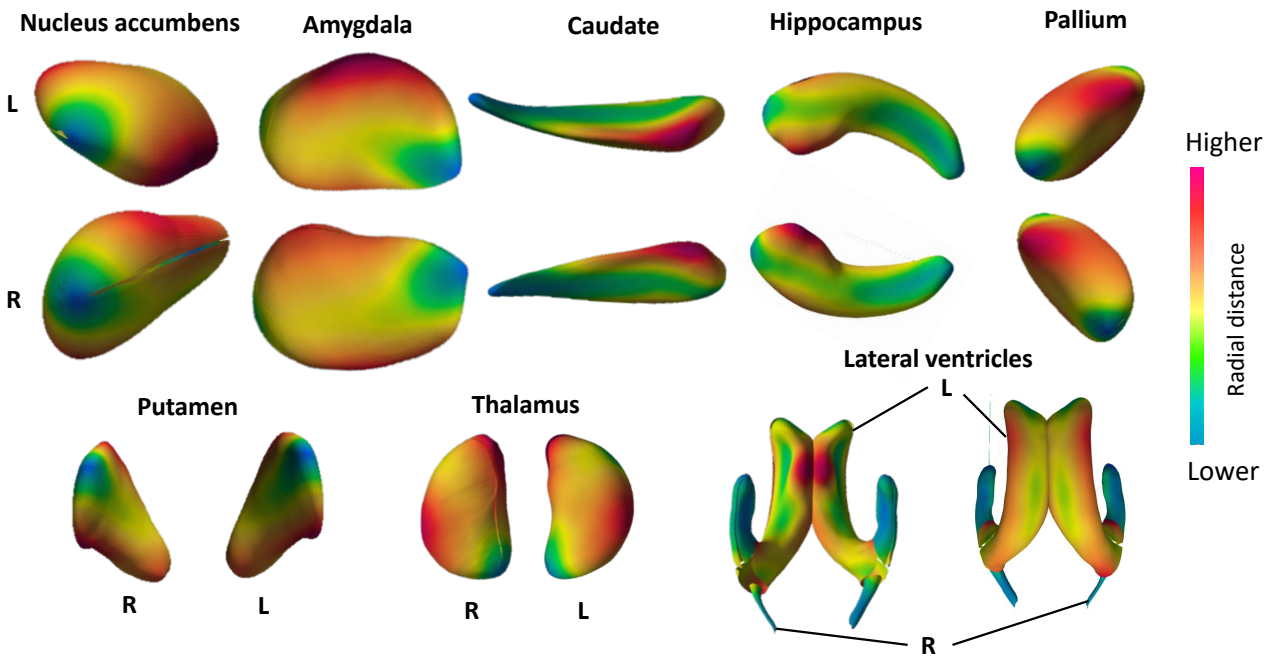 Nucleus accumbens
Amygdala
Caudate
Hippocampus
Pallium
L
R
Higher
Radial distance
Lower
Putamen
R
L
Thalamus
R
L
Lateral ventricles
L
R